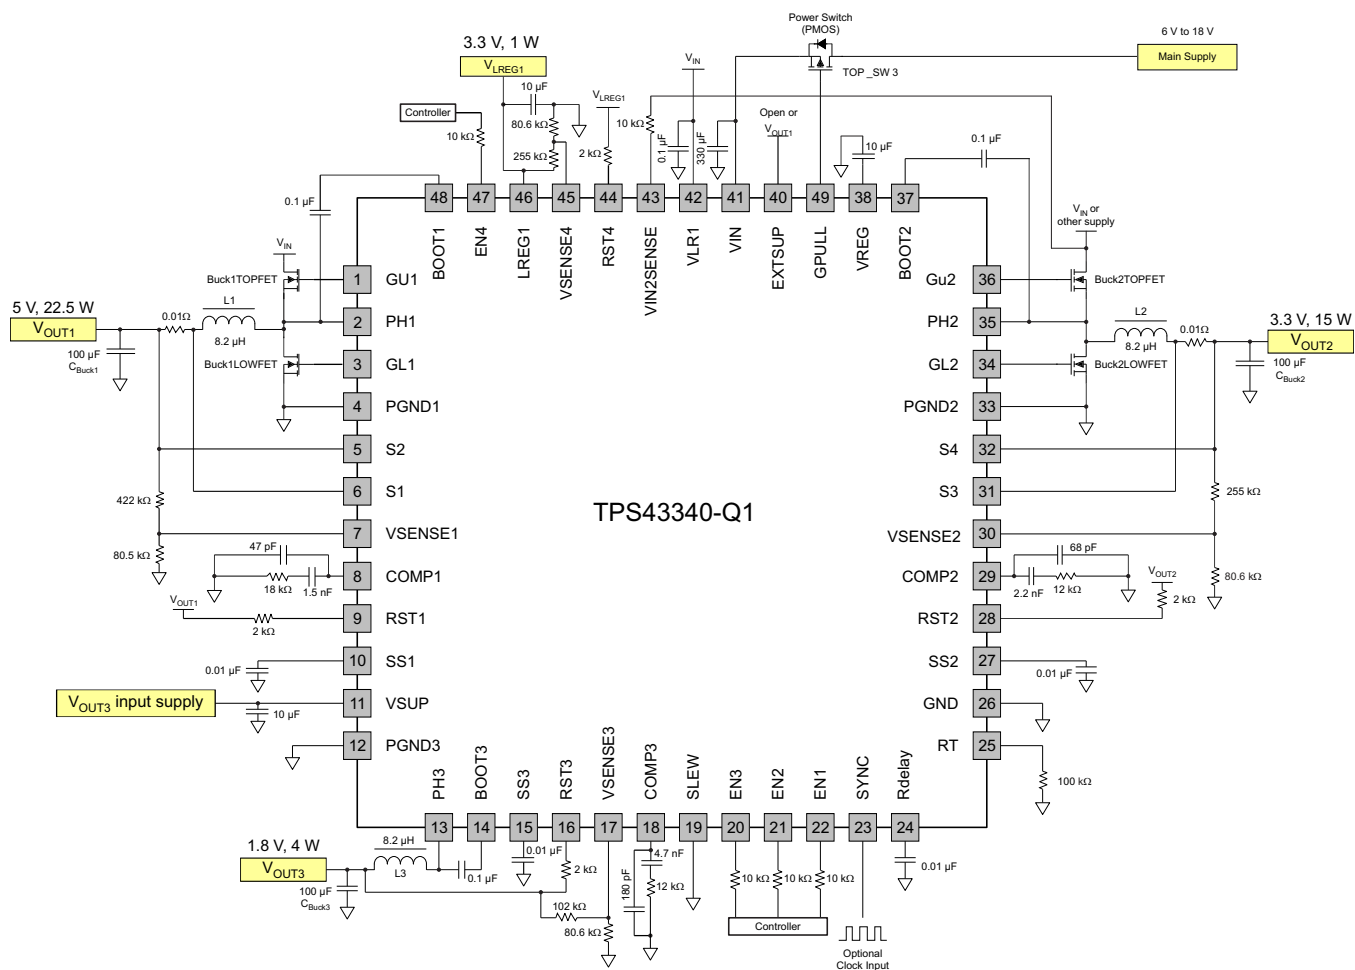 Power Switch
(PMOS)
6 V to 18 V
Main Supply
TOP _SW 3
3.3 V, 1 W
VLREG1
VIN
10 µF
VLREG1
Controller
80.6 kΩ
10 kΩ
Open or
VOUT1
10 kΩ
255 kΩ
2 kΩ
0.1 µF
330 µF
10 µF
0.1 µF
0.1 µF
48
47
46
45
44
43
42
41
40
49
38
37
BOOT1
EN4
LREG1
VSENSE4
RST4
VIN2SENSE
VLR1
VIN
EXTSUP
GPULL
VREG
BOOT2
VIN
VIN or
other supply
Buck1TOPFET
1
GU1
Gu2
36
Buck2TOPFET
5 V, 22.5 W
VOUT1
0.01Ω
L1
8.2 µH
2
PH1
PH2
35
L2
8.2 µH
0.01Ω
3.3 V, 15 W
VOUT2
100 µF
CBuck1
Buck1LOWFET
3
GL1
GL2
34
Buck2LOWFET
100 µF
CBuck2
4
PGND1
PGND2
33
5
S2
S4
32
422 kΩ
6
S1
S3
31
255 kΩ
TPS43340-Q1
7
VSENSE1
VSENSE2
30
80.5 kΩ
47 pF
68 pF
8
COMP1
COMP2
29
18 kΩ
1.5 nF
2.2 nF
12 kΩ
VOUT2
80.6 kΩ
VOUT1
2 kΩ
9
RST1
RST2
28
2 kΩ
0.01 µF
10
SS1
SS2
27
0.01 µF
VOUT3 input supply
10 µF
11
VSUP
GND
26
12
PGND3
RT
25
100 kΩ
PH3
BOOT3
SS3
RST3
VSENSE3
COMP3
SLEW
EN3
EN2
EN1
SYNC
Rdelay
13
14
15
16
17
18
19
20
21
22
23
24
1.8 V, 4 W
VOUT3
8.2 µH
L3
0.1 µF
0.01 µF
2 kΩ
4.7 nF
180 pF
12 kΩ
10 kΩ
10 kΩ
10 kΩ
0.01 µF
100 µF
CBuck3
102 kΩ
80.6 kΩ
Controller
Optional
Clock Input